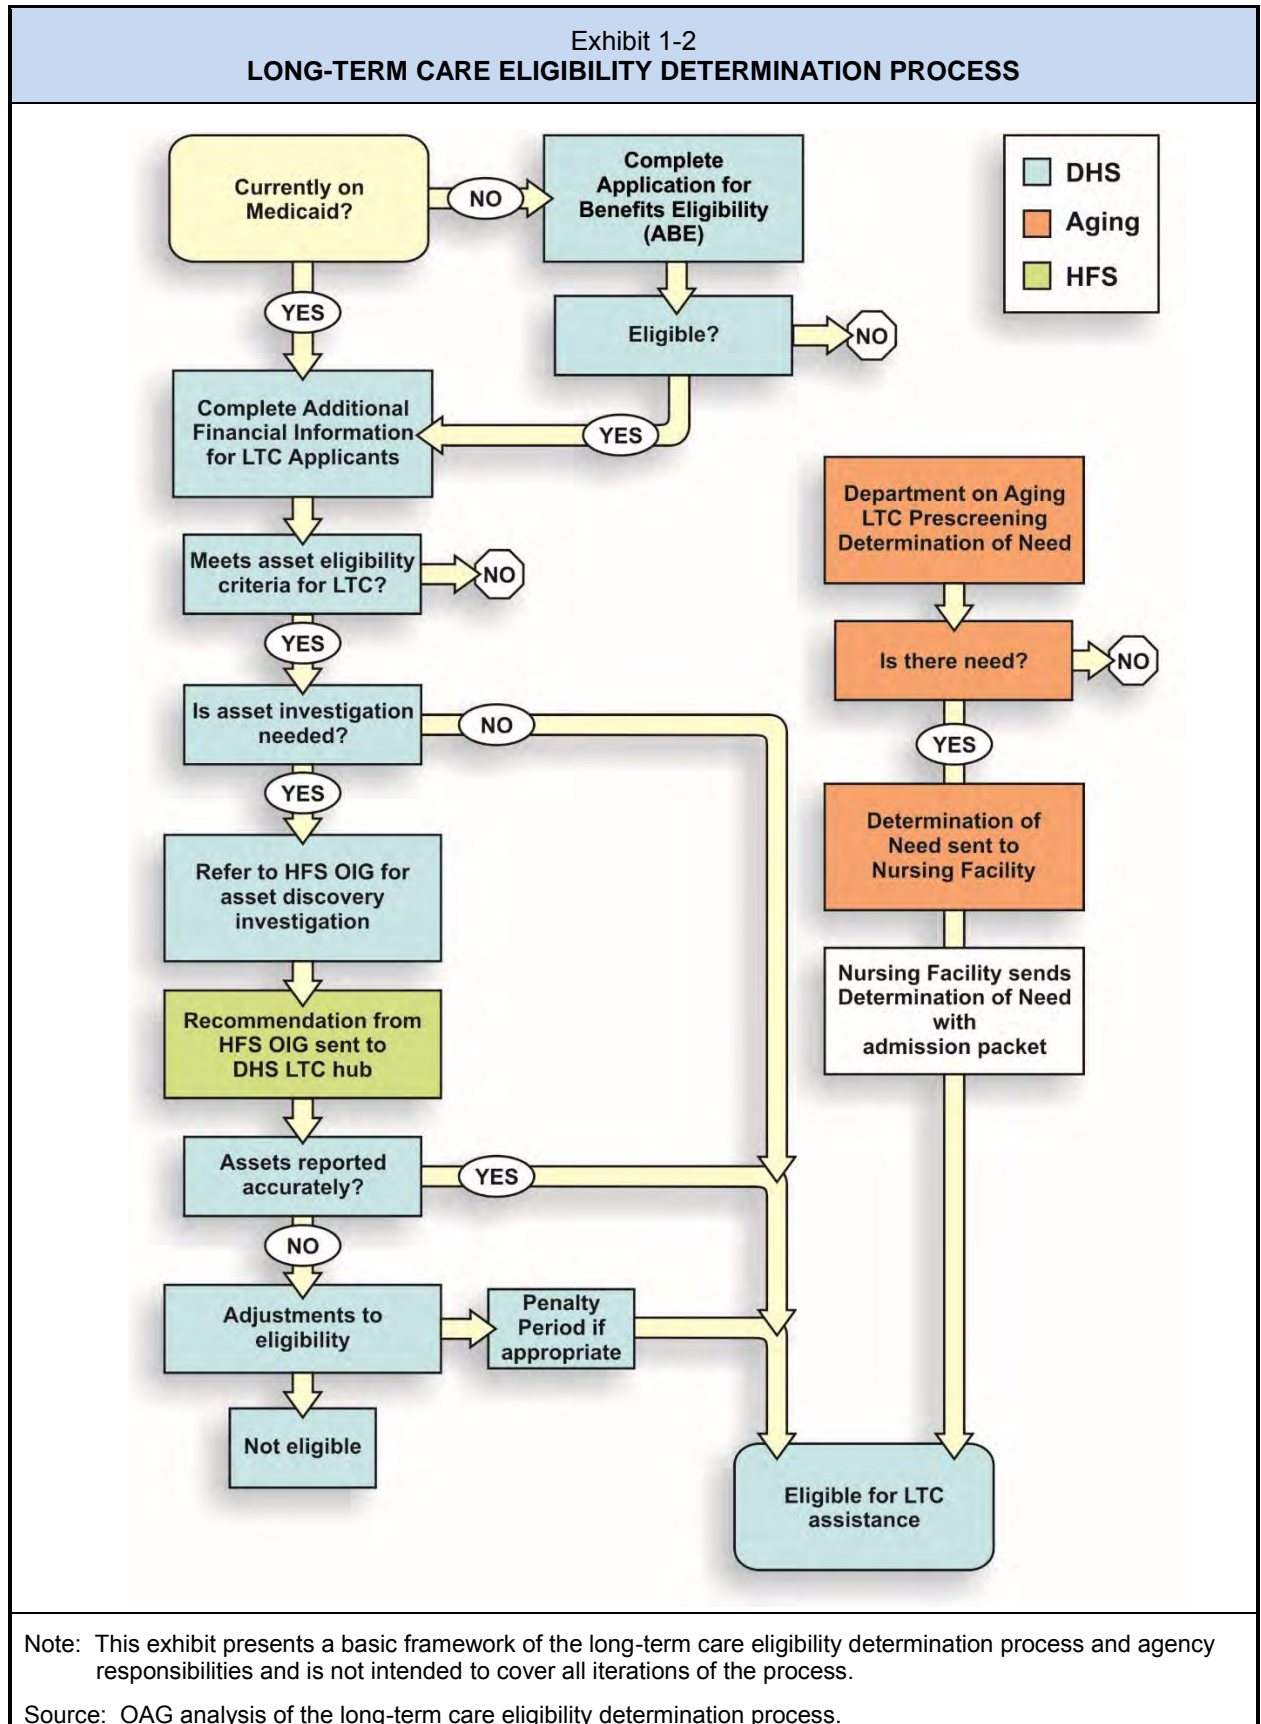 Exhibit 1-2
LONG-TERM CARE ELIGIBILITY DETERMINATION PROCESS
Currently on
Medicaid?
NO
Complete
Application for
Benefits Eligibility
(ABE)
DHS
Aging
HFS
YES
Eligible?
NO
Complete Additional
Financial Information
for LTC Applicants
YES
Meets asset eligibility
criteria for LTC?
NO
YES
Is asset investigation
needed?
NO
YES
Refer to HFS OIG for
asset discovery
investigation
Recommendation from
HFS OIG sent to
DHS LTC hub
Assets reported
accurately?
YES
NO
Adjustments to
eligibility
Penalty
Period if
appropriate
Not eligible
Department on Aging
LTC Prescreening
Determination of Need
Is there need?
NO
YES
Determination of
Need sent to
Nursing Facility
Nursing Facility sends
Determination of Need
with
admission packet
Eligible for LTC
assistance
Note: This exhibit presents a basic framework of the long-term care eligibility determination process and agency
responsibilities and is not intended to cover all iterations of the process.
Source: OAG analysis of the long-term care eligibility determination process.